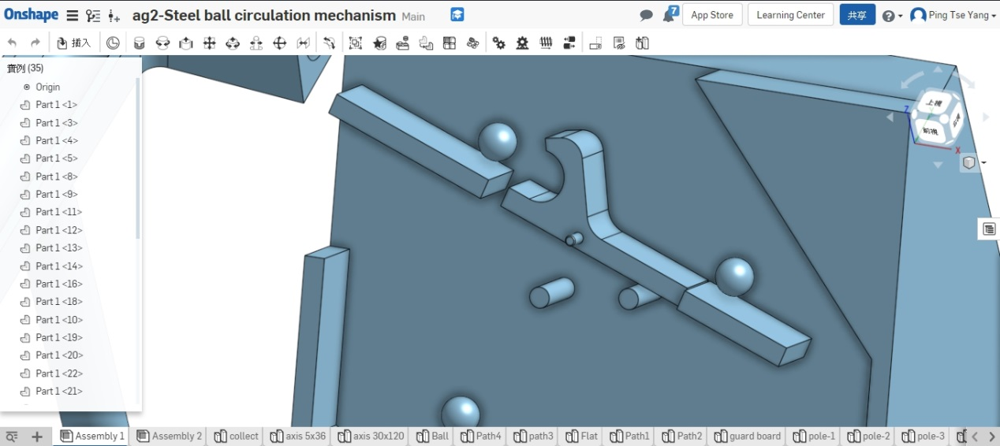 Onshape ag2-Steel ball circulation mechanism Main 7 App Store Learning Center 共享 Ping Tse Yang
插入
實例 (35)
Origin
Part 1 <1>
Part 1 <3>
Part 1 <4>
Part 1 <5>
Part 1 <8>
Part 1 <9>
Part 1 <11>
Part 1 <12>
Part 1 <13>
Part 1 <14>
Part 1 <16>
Part 1 <18>
Part 1 <10>
Part 1 <19>
Part 1 <20>
Part 1 <22>
Part 1 <21>
上視
Z
前視
右視
X
Assembly 1 Assembly 2 collect axis 5x36 axis 30x120 Ball Path4 path3 Flat Path1 Path2 guard board pole-1 pole-2 pole-3